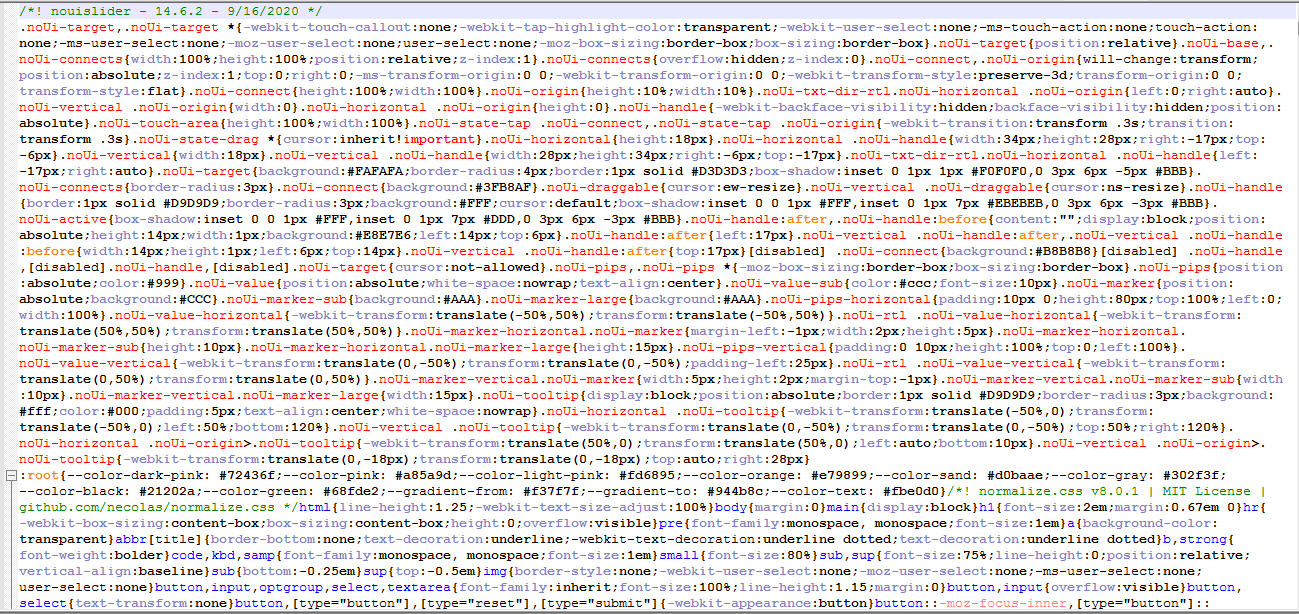 /*! nouislider - 14.6.2 - 9/16/2020 */
.noUi-target,.noUi-target *{-webkit-touch-callout:none;-webkit-tap-highlight-color:transparent;-webkit-user-select:none;-ms-touch-action:none;touch-action:
none;-ms-user-select:none;-moz-user-select:none;user-select:none;-moz-box-sizing:border-box;box-sizing:border-box}.noUi-target{position:relative}.noUi-base,.
noUi-connects{width:100%;height:100%;position:relative;z-index:1}.noUi-connects{overflow:hidden;z-index:0}.noUi-connect,.noUi-origin{will-change:transform;
position:absolute;z-index:1;top:0;right:0;-ms-transform-origin:0 0;-webkit-transform-origin:0 0;-webkit-transform-style:preserve-3d;transform-origin:0 0;
transform-style:flat}.noUi-connect{height:100%;width:100%}.noUi-origin{height:10%;width:10%}.noUi-txt-dir-rtl.noUi-horizontal .noUi-origin{left:0;right:auto}.
noUi-vertical .noUi-origin{width:0}.noUi-horizontal .noUi-origin{height:0}.noUi-handle{-webkit-backface-visibility:hidden;backface-visibility:hidden;position:
absolute}.noUi-touch-area{height:100%;width:100%}.noUi-state-tap .noUi-connect,.noUi-state-tap .noUi-origin{-webkit-transition:transform .3s;transition:
transform .3s}.noUi-state-drag *{cursor:inherit!important}.noUi-horizontal{height:18px}.noUi-horizontal .noUi-handle{width:34px;height:28px;right:-17px;top:
-6px}.noUi-vertical{width:18px}.noUi-vertical .noUi-handle{width:28px;height:34px;right:-6px;top:-17px}.noUi-txt-dir-rtl.noUi-horizontal .noUi-handle{left:
-17px;right:auto}.noUi-target{background:#FAFAFA;border-radius:4px;border:1px solid #D3D3D3;box-shadow:inset 0 1px 1px #F0F0F0,0 3px 6px -5px #BBB}.
noUi-connects{border-radius:3px}.noUi-connect{background:#3FB8AF}.noUi-draggable{cursor:ew-resize}.noUi-vertical .noUi-draggable{cursor:ns-resize}.noUi-handle
{border:1px solid #D9D9D9;border-radius:3px;background:#FFF;cursor:default;box-shadow:inset 0 0 1px #FFF,inset 0 1px 7px #EBEBEB,0 3px 6px -3px #BBB}.
noUi-active{box-shadow:inset 0 0 1px #FFF,inset 0 1px 7px #DDD,0 3px 6px -3px #BBB}.noUi-handle:after,.noUi-handle:before{content:"";display:block;position:
absolute;height:14px;width:1px;background:#E8E7E6;left:14px;top:6px}.noUi-handle:after{left:17px}.noUi-vertical .noUi-handle:after,.noUi-vertical .noUi-handle
:before{width:14px;height:1px;left:6px;top:14px}.noUi-vertical .noUi-handle:after{top:17px}[disabled] .noUi-connect{background:#B8B8B8}[disabled] .noUi-handle
,[disabled].noUi-handle,[disabled].noUi-target{cursor:not-allowed}.noUi-pips,.noUi-pips *{-moz-box-sizing:border-box;box-sizing:border-box}.noUi-pips{position
:absolute;color:#999}.noUi-value{position:absolute;white-space:nowrap;text-align:center}.noUi-value-sub{color:#ccc;font-size:10px}.noUi-marker{position:
absolute;background:#CCC}.noUi-marker-sub{background:#AAA}.noUi-marker-large{background:#AAA}.noUi-pips-horizontal{padding:10px 0;height:80px;top:100%;left:0;
width:100%}.noUi-value-horizontal{-webkit-transform:translate(-50%,50%);transform:translate(-50%,50%)}.noUi-rtl .noUi-value-horizontal{-webkit-transform:
translate(50%,50%);transform:translate(50%,50%)}.noUi-marker-horizontal.noUi-marker{margin-left:-1px;width:2px;height:5px}.noUi-marker-horizontal.
noUi-marker-sub{height:10px}.noUi-marker-horizontal.noUi-marker-large{height:15px}.noUi-pips-vertical{padding:0 10px;height:100%;top:0;left:100%}.
noUi-value-vertical{-webkit-transform:translate(0,-50%);transform:translate(0,-50%);padding-left:25px}.noUi-rtl .noUi-value-vertical{-webkit-transform:
translate(0,50%);transform:translate(0,50%)}.noUi-marker-vertical.noUi-marker{width:5px;height:2px;margin-top:-1px}.noUi-marker-vertical.noUi-marker-sub{width
:10px}.noUi-marker-vertical.noUi-marker-large{width:15px}.noUi-tooltip{display:block;position:absolute;border:1px solid #D9D9D9;border-radius:3px;background:
#fff;color:#000;padding:5px;text-align:center;white-space:nowrap}.noUi-horizontal .noUi-tooltip{-webkit-transform:translate(-50%,0);transform:
translate(-50%,0);left:50%;bottom:120%}.noUi-vertical .noUi-tooltip{-webkit-transform:translate(0,-50%);transform:translate(0,-50%);top:50%;right:120%}.
noUi-horizontal .noUi-origin>.noUi-tooltip{-webkit-transform:translate(50%,0);transform:translate(50%,0);left:auto;bottom:10px}.noUi-vertical .noUi-origin>.
noUi-tooltip{-webkit-transform:translate(0,-18px);transform:translate(0,-18px);top:auto;right:28px}
:root{--color-dark-pink: #72436f;--color-pink: #a85a9d;--color-light-pink: #fd6895;--color-orange: #e79899;--color-sand: #d0baae;--color-gray: #302f3f;
--color-black: #21202a;--color-green: #68fde2;--gradient-from: #f37f7f;--gradient-to: #944b8c;--color-text: #fbe0d0}/*! normalize.css v8.0.1 | MIT License |
github.com/necolas/normalize.css */html{line-height:1.25;-webkit-text-size-adjust:100%}body{margin:0}main{display:block}h1{font-size:2em;margin:0.67em 0}hr{
-webkit-box-sizing:content-box;box-sizing:content-box;height:0;overflow:visible}pre{font-family:monospace, monospace;font-size:1em}a{background-color:
transparent}abbr[title]{border-bottom:none;text-decoration:underline;-webkit-text-decoration:underline dotted;text-decoration:underline dotted}b,strong{
font-weight:bolder}code,kbd,samp{font-family:monospace, monospace;font-size:1em}small{font-size:80%}sub,sup{font-size:75%;line-height:0;position:relative;
vertical-align:baseline}sub{bottom:-0.25em}sup{top:-0.5em}img{border-style:none;-webkit-user-select:none;-moz-user-select:none;-ms-user-select:none;
user-select:none}button,input,optgroup,select,textarea{font-family:inherit;font-size:100%;line-height:1.15;margin:0}button,input{overflow:visible}button,
select{text-transform:none}button,[type="button"],[type="reset"],[type="submit"]{-webkit-appearance:button}button::-moz-focus-inner,[type="button"]::